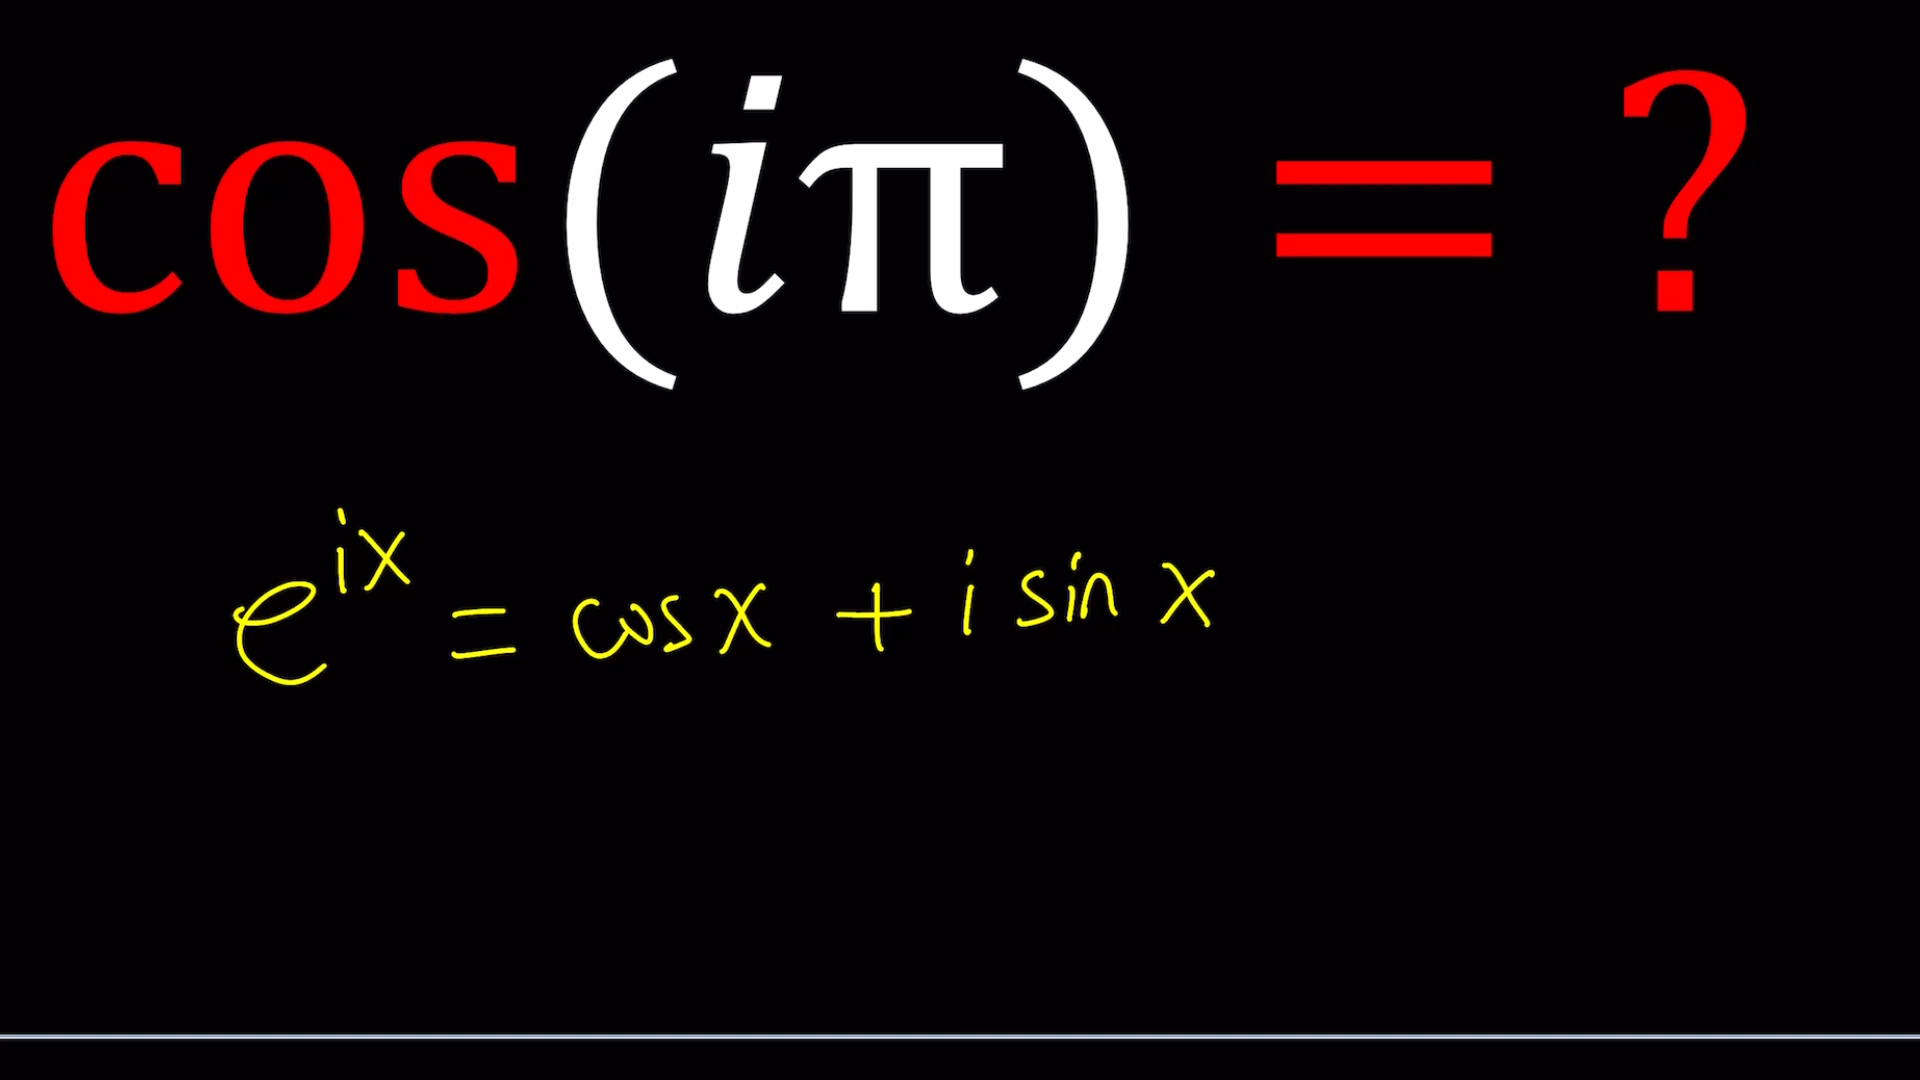 cos(iπ) = ?
e^{ix} = cos x + i sin x